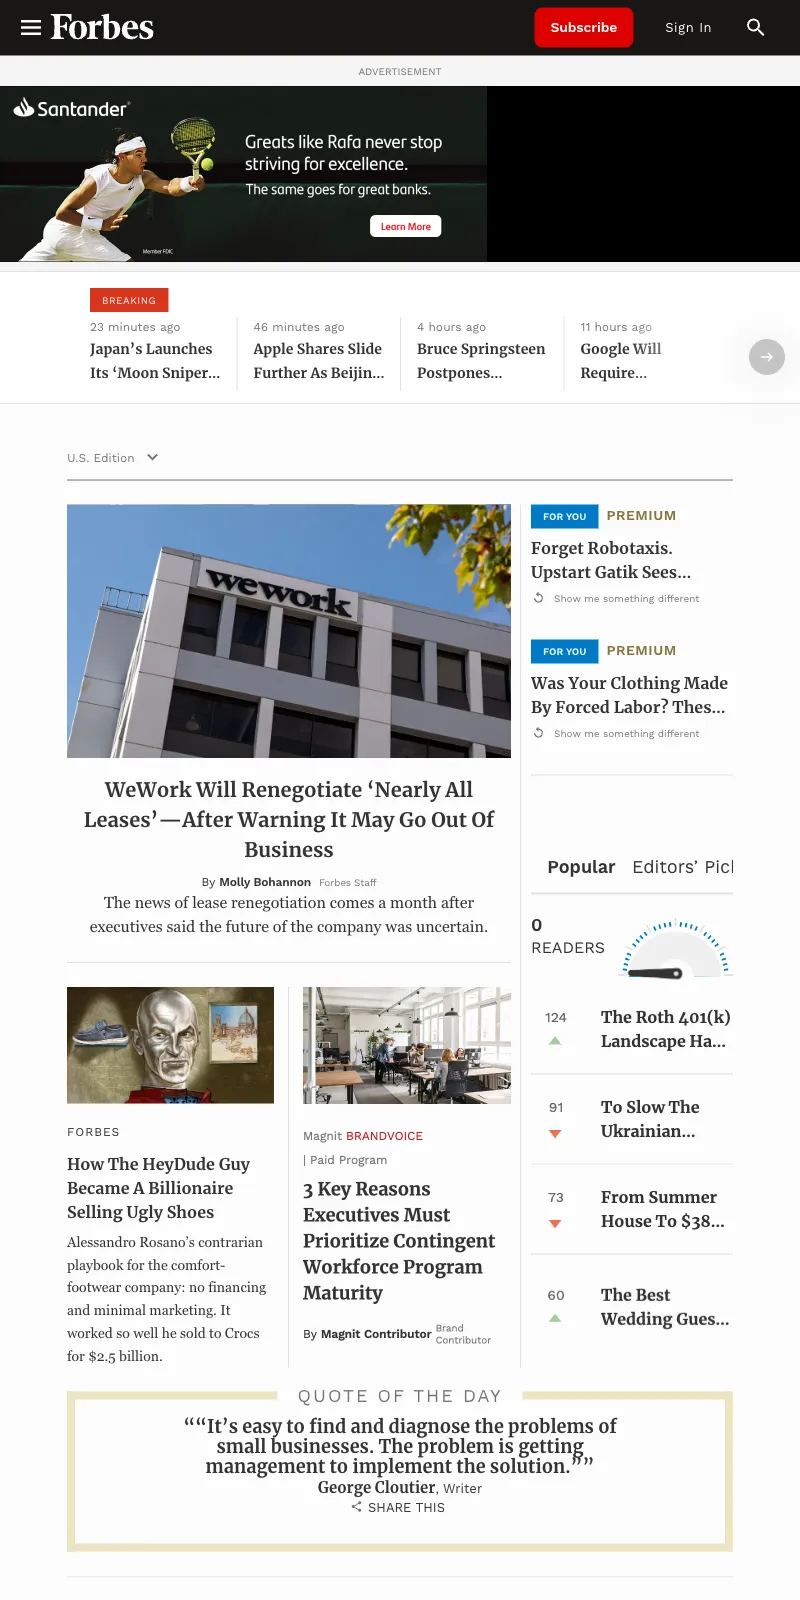 Forbes
Subscribe
Sign In
ADVERTISEMENT
Santander
Greats like Rafa never stop
striving for excellence.
The same goes for great banks.
Learn More
Member FDIC
BREAKING
23 minutes ago
Japan’s Launches
Its ‘Moon Sniper...
46 minutes ago
Apple Shares Slide
Further As Beijin...
4 hours ago
Bruce Springsteen
Postpones...
11 hours ago
Google Will
Require...
U.S. Edition
wework
WeWork Will Renegotiate ‘Nearly All
Leases’—After Warning It May Go Out Of
Business
By Molly Bohannon Forbes Staff
The news of lease renegotiation comes a month after
executives said the future of the company was uncertain.
FORBES
How The HeyDude Guy
Became A Billionaire
Selling Ugly Shoes
Alessandro Rosano’s contrarian
playbook for the comfort-
footwear company: no financing
and minimal marketing. It
worked so well he sold to Crocs
for $2.5 billion.
Magnit BRANDVOICE
| Paid Program
3 Key Reasons
Executives Must
Prioritize Contingent
Workforce Program
Maturity
By Magnit Contributor Brand
Contributor
FOR YOU PREMIUM
Forget Robotaxis.
Upstart Gatik Sees...
Show me something different
FOR YOU PREMIUM
Was Your Clothing Made
By Forced Labor? Thes...
Show me something different
Popular Editors’ Pick
0
READERS
124
The Roth 401(k)
Landscape Ha...
91
To Slow The
Ukrainian...
73
From Summer
House To $38...
60
The Best
Wedding Gues...
QUOTE OF THE DAY
““It’s easy to find and diagnose the problems of
small businesses. The problem is getting
management to implement the solution.””
George Cloutier, Writer
SHARE THIS